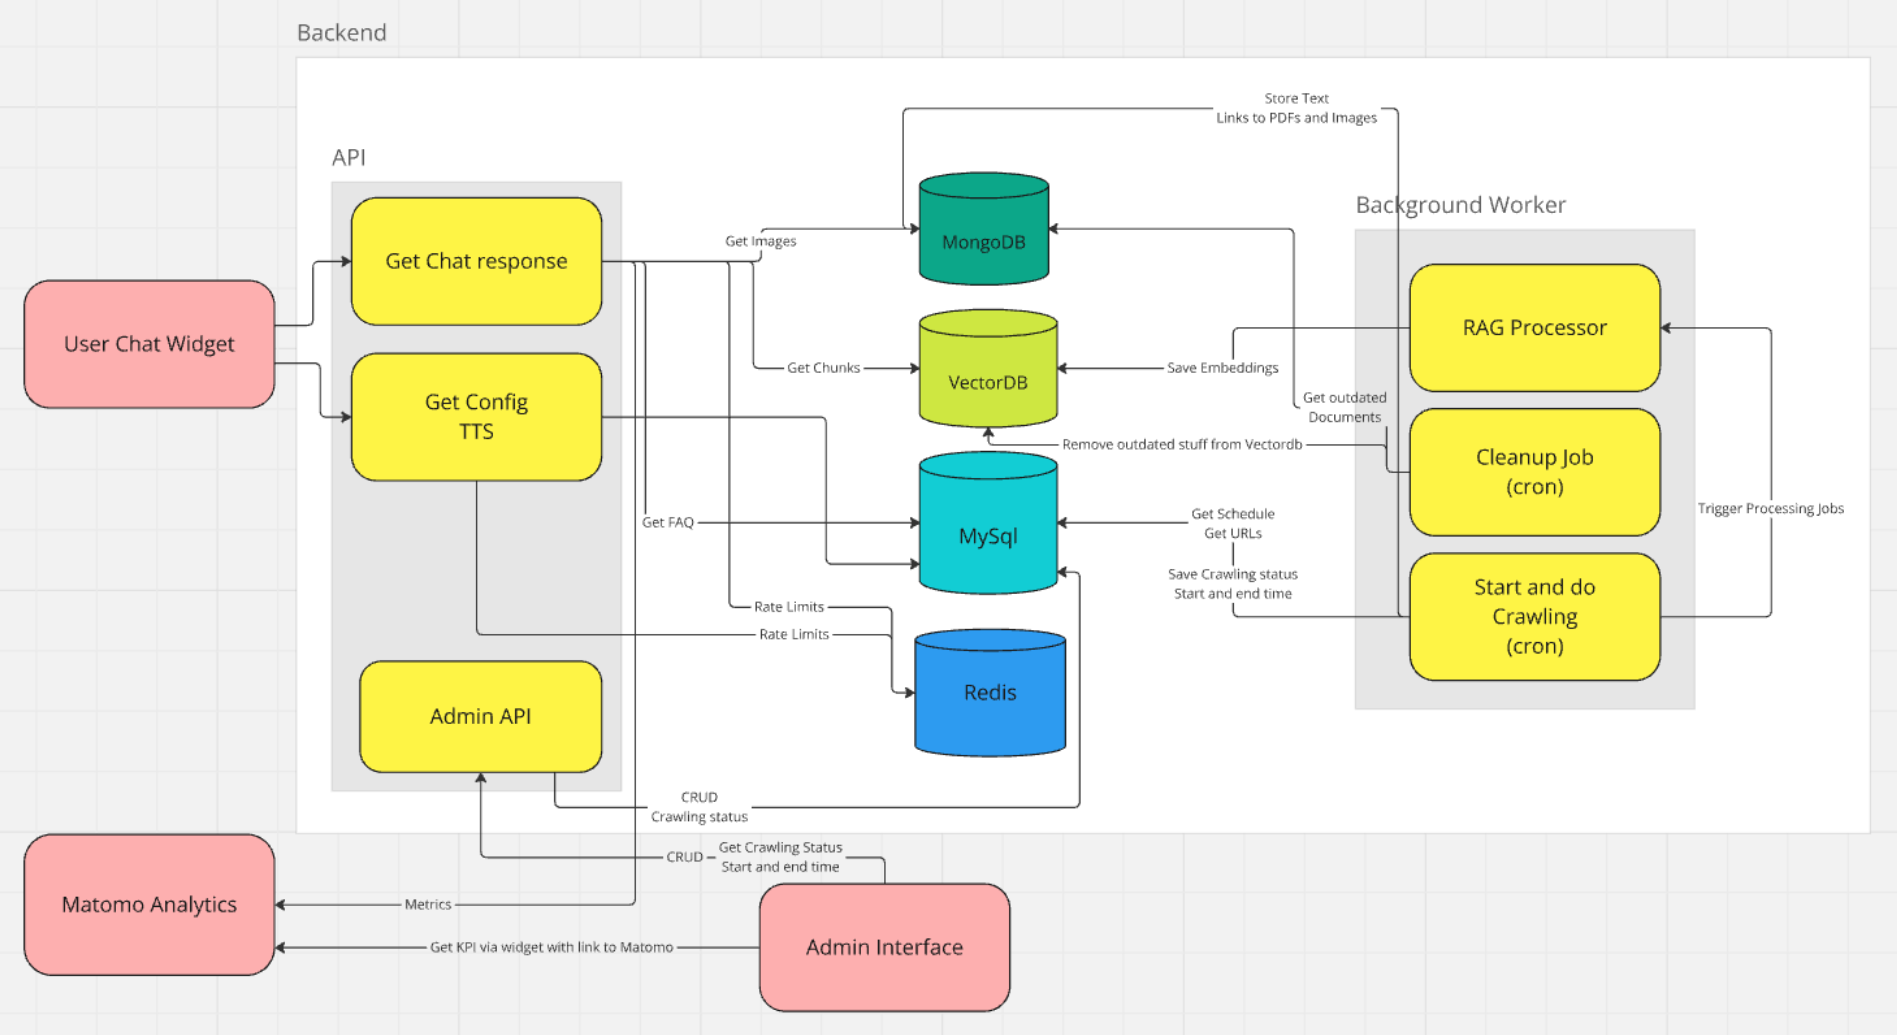 Backend
Store Text
Links to PDFs and Images
API
Background Worker
Get Chat response
Get Images
MongoDB
RAG Processor
User Chat Widget
Get Chunks
VectorDB
Save Embeddings
Get Config
TTS
Get outdated
Documents
Remove outdated stuff from Vectordb
Cleanup Job
(cron)
Trigger Processing Jobs
Get FAQ
MySql
Get Schedule
Get URLs
Save Crawling status
Start and end time
Start and do
Crawling
(cron)
Rate Limits
Rate Limits
Redis
Admin API
CRUD
Crawling status
CRUD
Get Crawling Status
Start and end time
Matomo Analytics
Metrics
Get KPI via widget with link to Matomo
Admin Interface